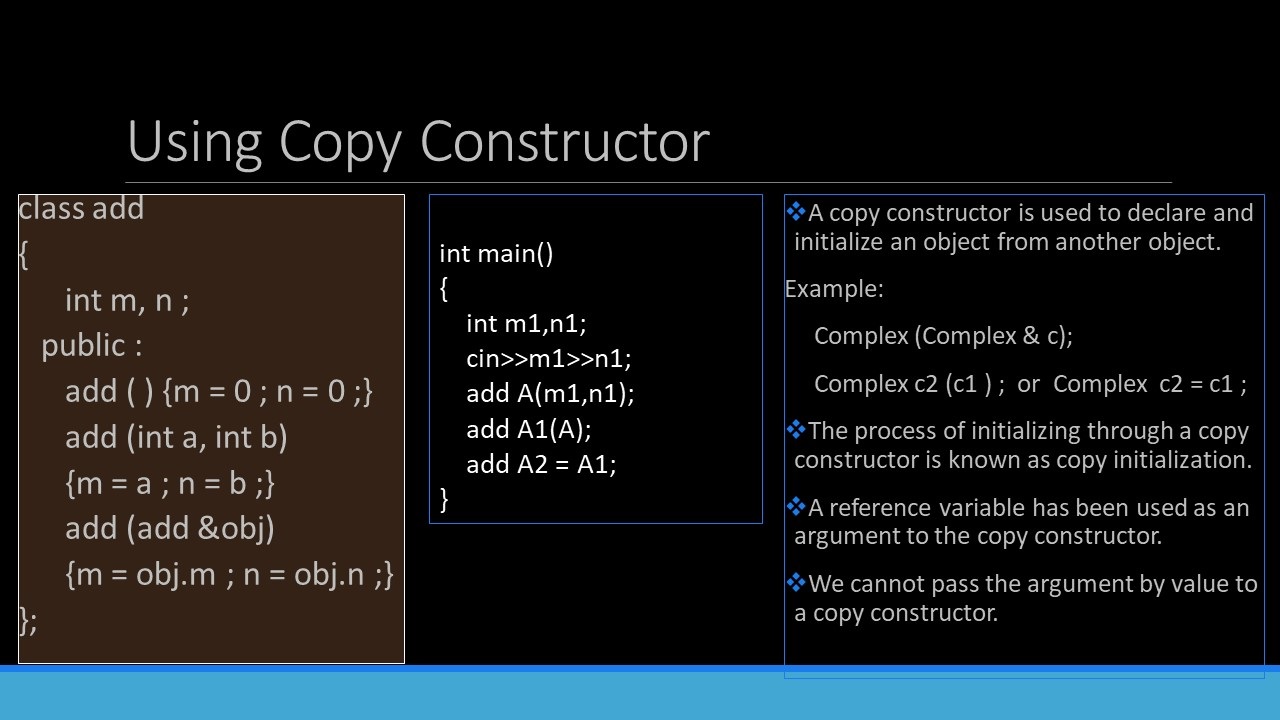 Using Copy Constructor
class add
{
int m, n ;
public :
add ( ) {m = 0 ; n = 0 ;}
add (int a, int b)
{m = a ; n = b ;}
add (add &obj)
{m = obj.m ; n = obj.n ;}
};
int main()
{
int m1,n1;
cin>>m1>>n1;
add A(m1,n1);
add A1(A);
add A2 = A1;
}
❖A copy constructor is used to declare and
initialize an object from another object.
Example:
Complex (Complex & c);
Complex c2 (c1 ) ; or Complex c2 = c1 ;
❖The process of initializing through a copy
constructor is known as copy initialization.
❖A reference variable has been used as an
argument to the copy constructor.
❖We cannot pass the argument by value to
a copy constructor.